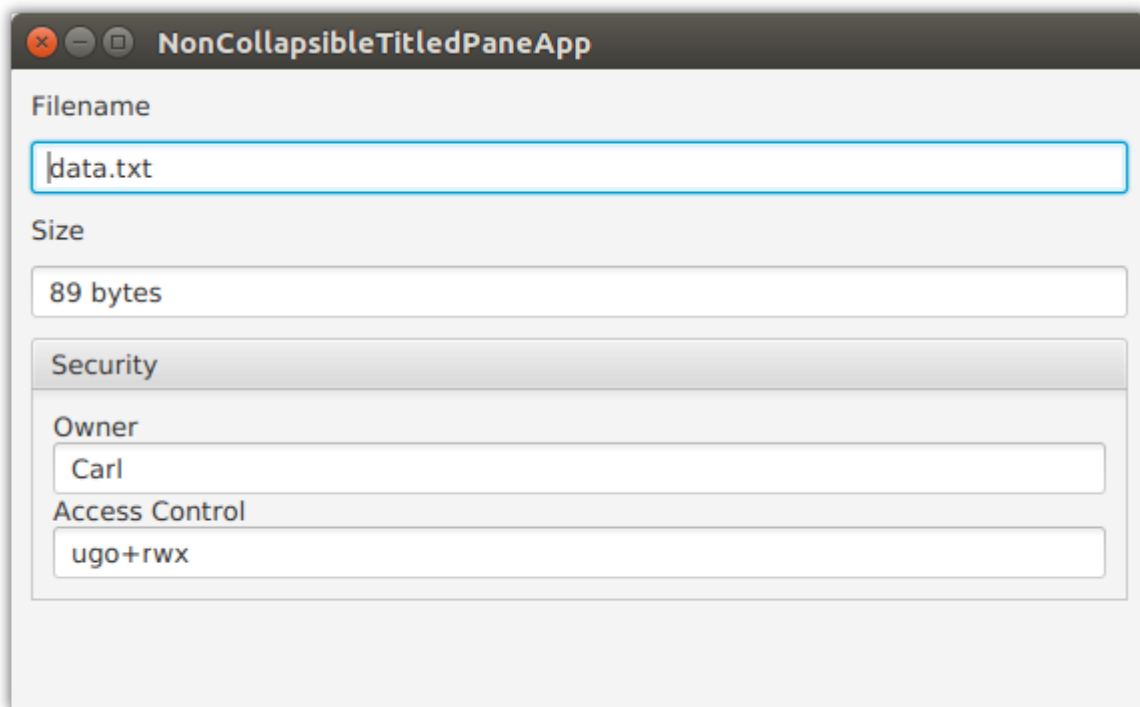 NonCollapsibleTitledPaneApp
Filename
data.txt
Size
89 bytes
Security
Owner
Carl
Access Control
ugo+rwx